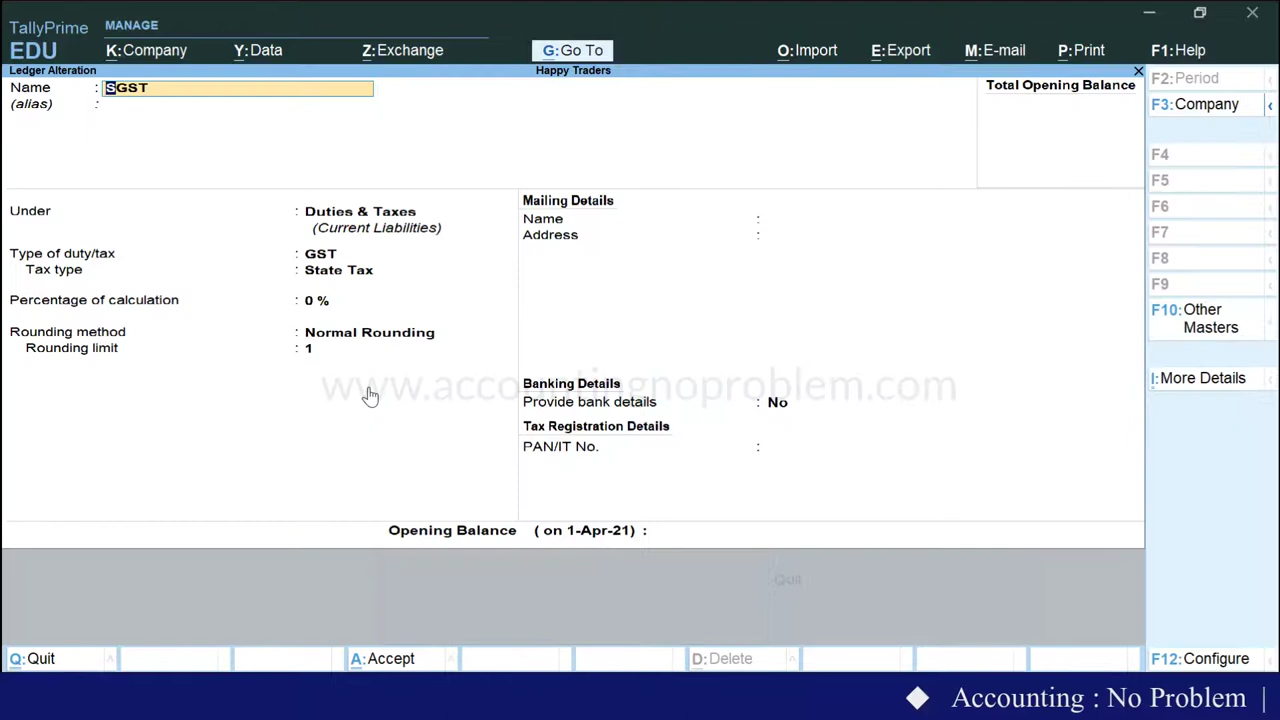 TallyPrime MANAGE
EDU K:Company Y:Data Z:Exchange G:Go To O:Import E:Export M:E-mail P:Print F1:Help
Ledger Alteration Happy Traders
Name : SGST
(alias) :
Total Opening Balance
Under : Duties & Taxes
(Current Liabilities)
Type of duty/tax : GST
Tax type : State Tax
Percentage of calculation : 0 %
Rounding method : Normal Rounding
Rounding limit : 1
Mailing Details
Name :
Address :
www.accountingnoproblem.com
Banking Details
Provide bank details : No
Tax Registration Details
PAN/IT No. :
Opening Balance ( on 1-Apr-21) :
Quit
F2:Period
F3:Company
F4
F5
F6
F7
F8
F9
F10:Other
Masters
I:More Details
Q:Quit A:Accept D:Delete F12:Configure
Accounting : No Problem |